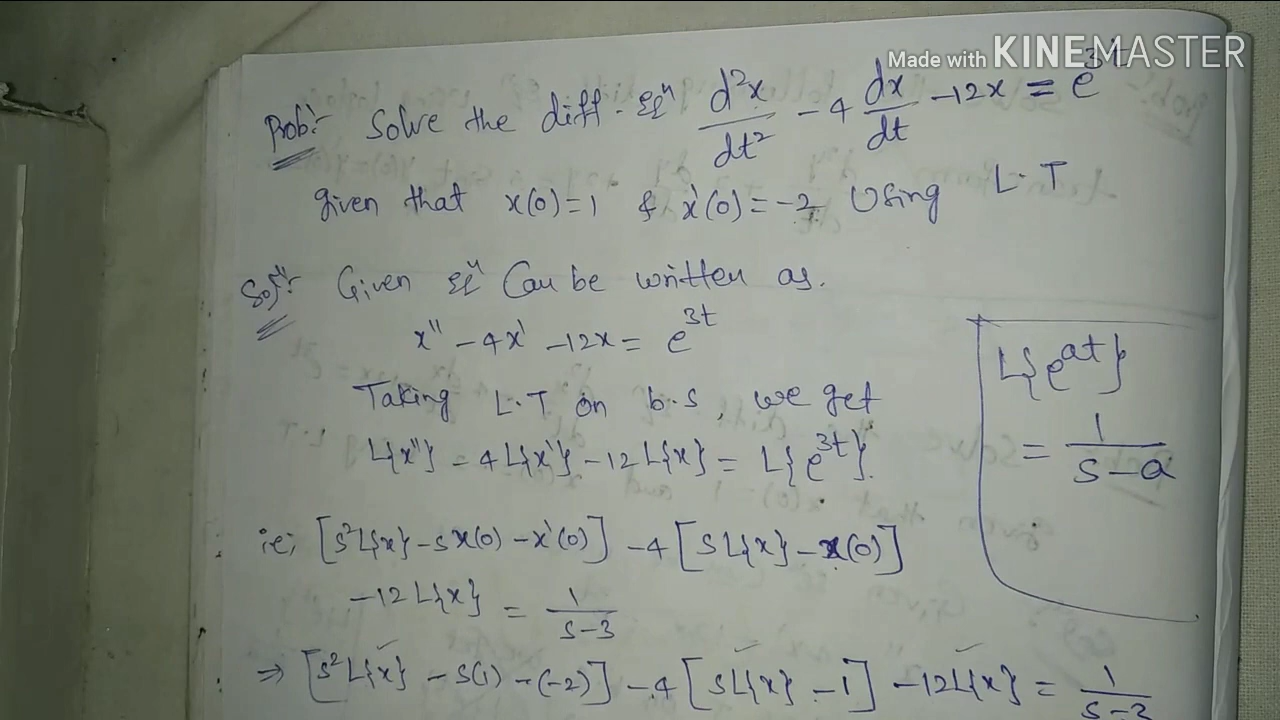 Made with KINEMASTER
Prob:- Solve the diff. Eqⁿ d²x/dt² - 4 dx/dt - 12x = e^{3t}
given that x(0)=1 & x'(0)=-2 Using L.T
Solⁿ:- Given Eqⁿ Can be written as.
x'' - 4x' - 12x = e^{3t}
Taking L.T on b.s, we get
L{x''} - 4L{x'} - 12L{x} = L{e^{3t}}.
ie; [s²L{x} - sx(0) - x'(0)] - 4[sL{x} - x(0)]
-12L{x} = 1/(s-3)
⇒ [s²L{x} - s(1) - (-2)] - 4[sL{x} - 1] - 12L{x} = 1/(s-3)
L{e^{at}}
= 1/(s-a)